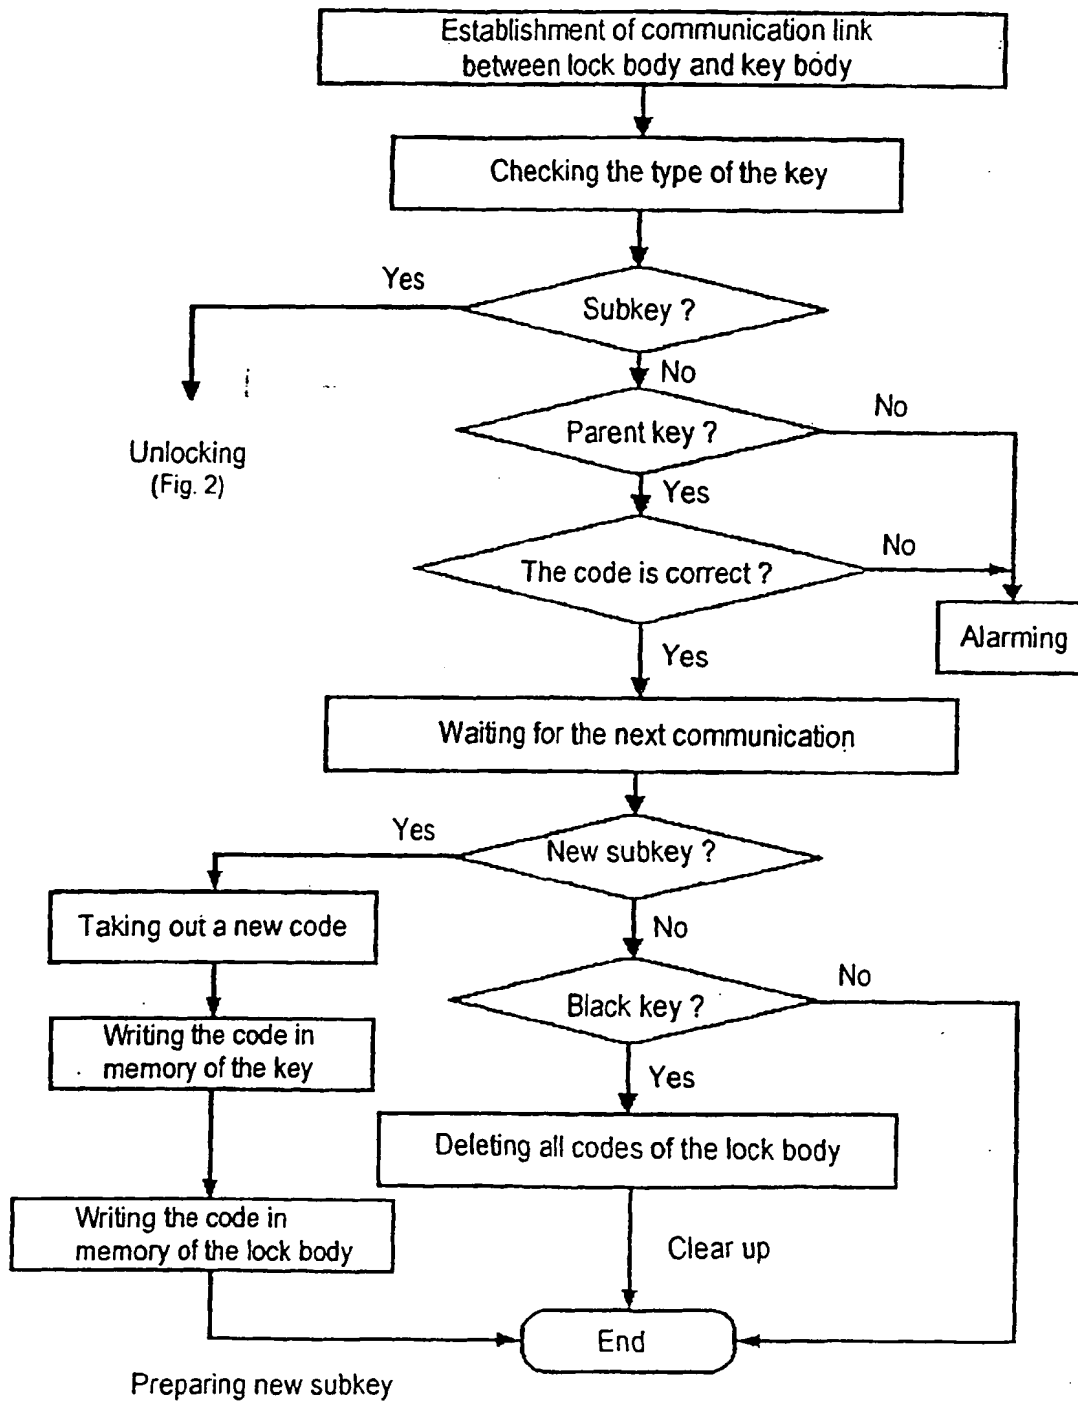 Establishment of communication link
between lock body and key body
Checking the type of the key
Yes
Subkey ?
No
Parent key ?
No
Unlocking
(Fig. 2)
Yes
The code is correct ?
No
Alarming
Yes
Waiting for the next communication
Yes
New subkey ?
Taking out a new code
No
Black key ?
No
Writing the code in
memory of the key
Yes
Deleting all codes of the lock body
Writing the code in
memory of the lock body
Clear up
End
Preparing new subkey